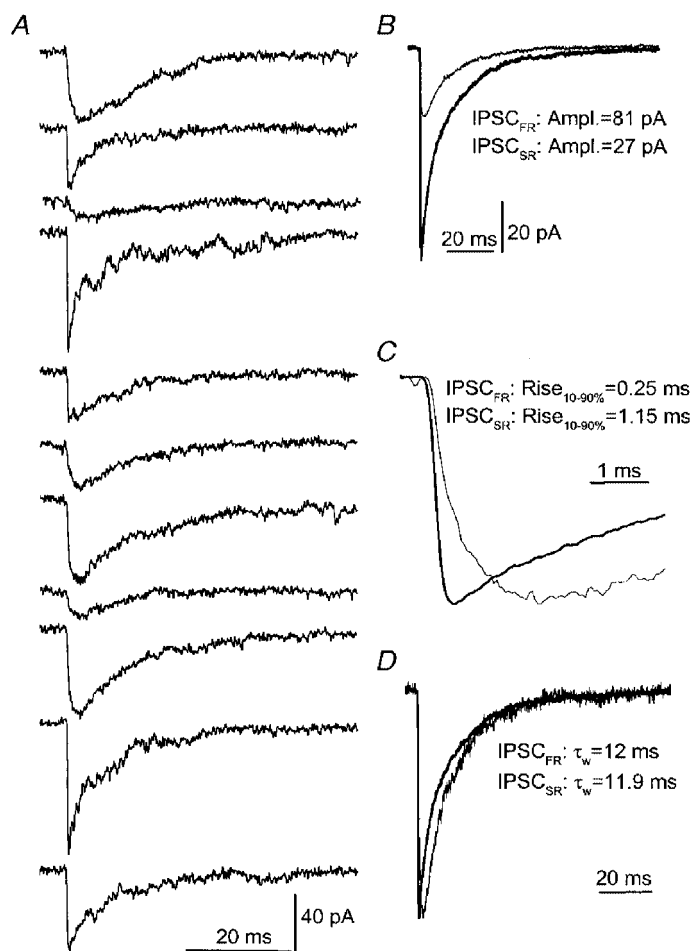 A
20 ms
40 pA
B
IPSC_FR: Ampl.=81 pA
IPSC_SR: Ampl.=27 pA
20 ms
20 pA
C
IPSC_FR: Rise_10-90%=0.25 ms
IPSC_SR: Rise_10-90%=1.15 ms
1 ms
D
IPSC_FR: τ_w=12 ms
IPSC_SR: τ_w=11.9 ms
20 ms